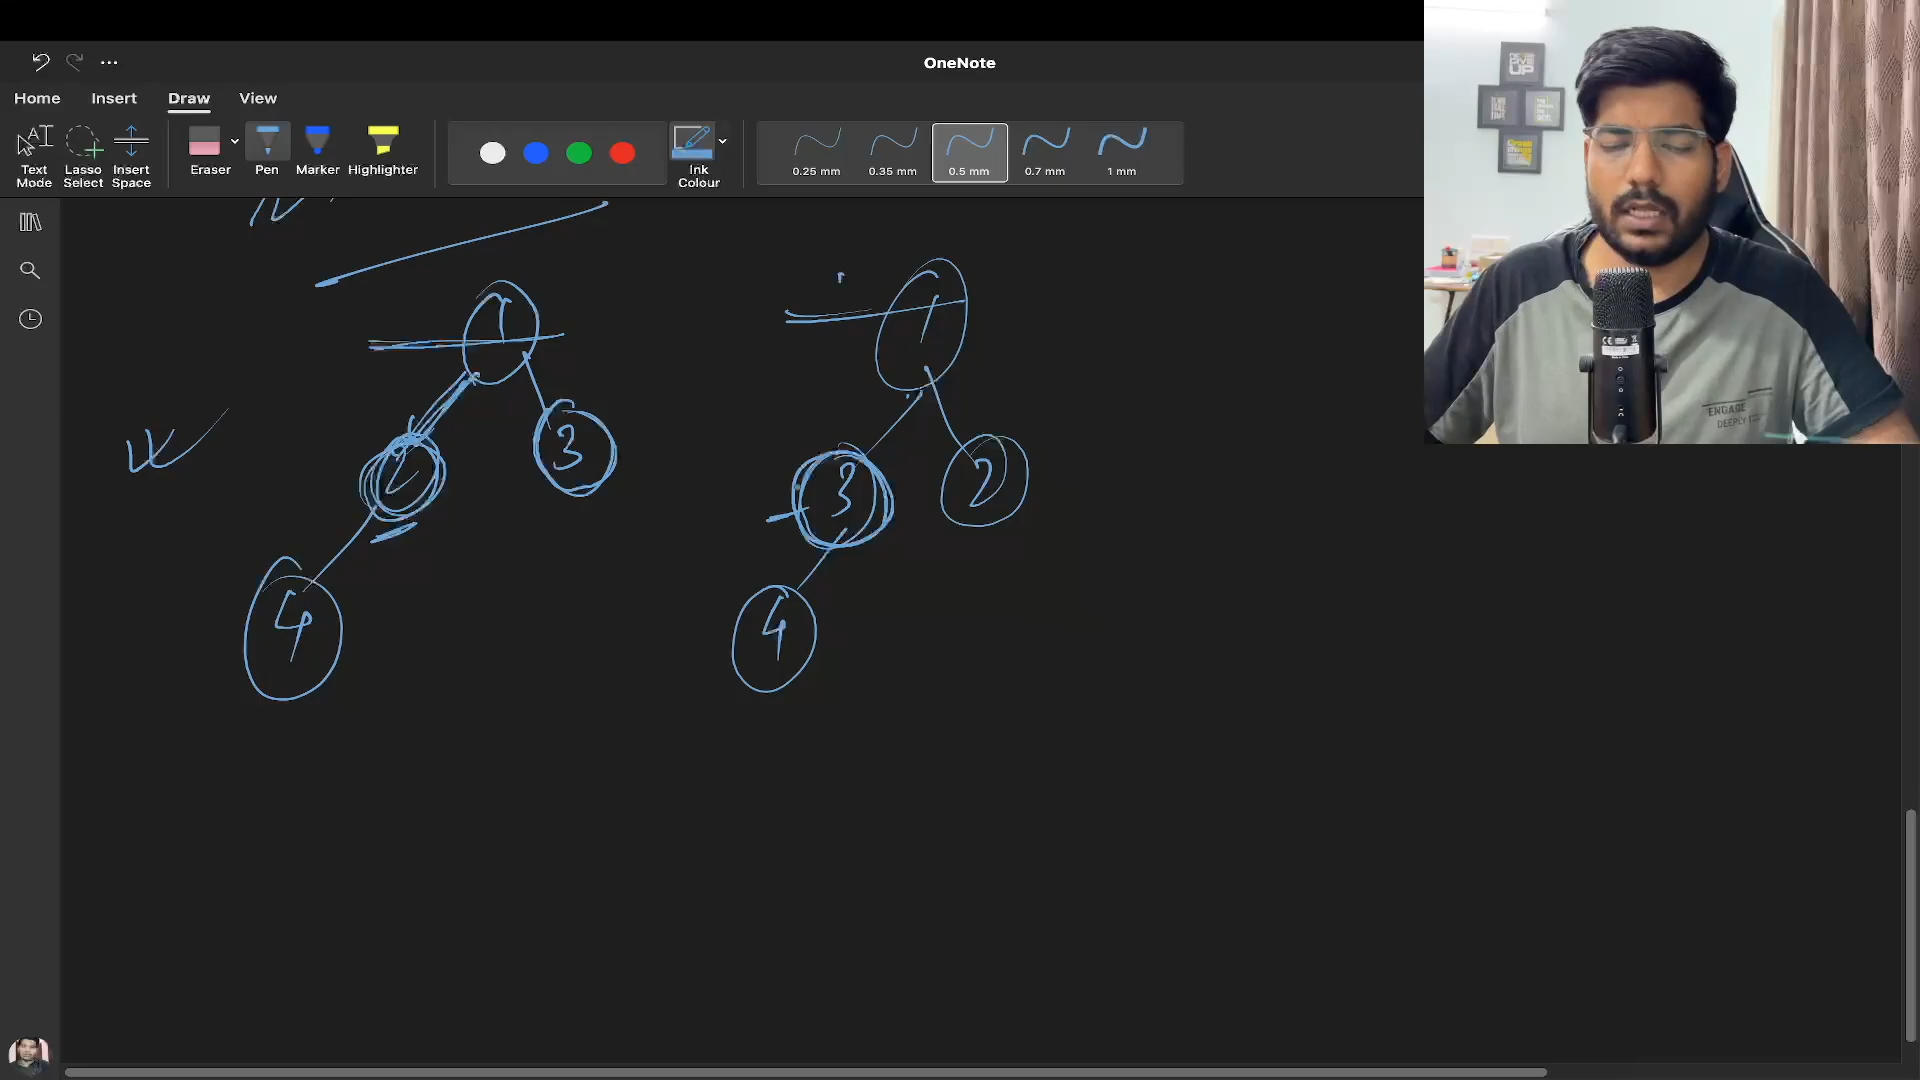 OneNote
Home Insert Draw View
Text Mode
Lasso Select
Insert Space
Eraser
Pen
Marker
Highlighter
Ink Colour
0.25 mm
0.35 mm
0.5 mm
0.7 mm
1 mm
1
1
2
3
3
2
4
4
ENGAGE
DEEPLY